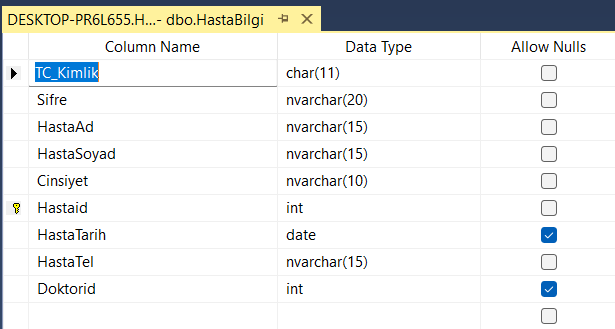 DESKTOP-PR6L655.H...- dbo.HastaBilgi
Column Name Data Type Allow Nulls
TC_Kimlik char(11)
Sifre nvarchar(20)
HastaAd nvarchar(15)
HastaSoyad nvarchar(15)
Cinsiyet nvarchar(10)
Hastaid int
HastaTarih date
HastaTel nvarchar(15)
Doktorid int